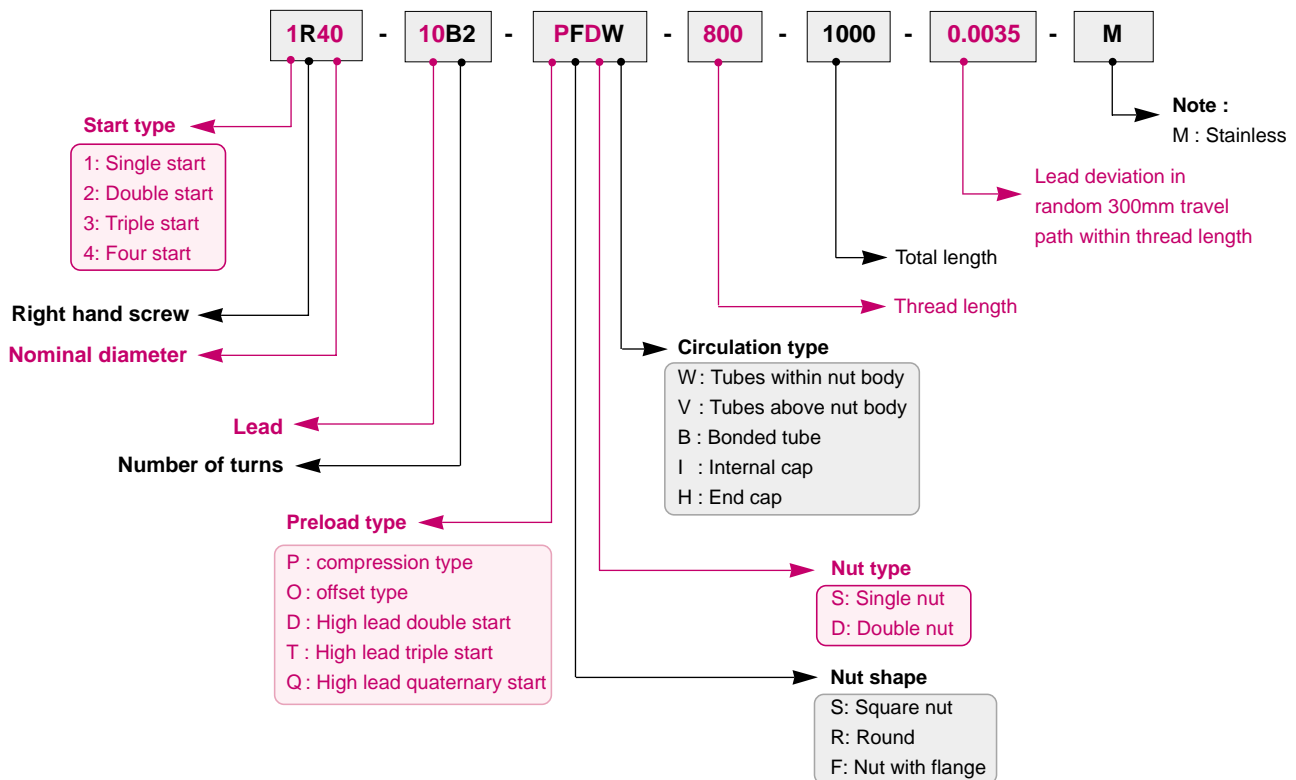 1R40 - 10B2 - PFDW - 800 - 1000 - 0.0035 - M
Note :
M : Stainless
Start type
1: Single start
2: Double start
3: Triple start
4: Four start
Lead deviation in
random 300mm travel
path within thread length
Total length
Thread length
Right hand screw
Nominal diameter
Circulation type
W : Tubes within nut body
V : Tubes above nut body
B : Bonded tube
I : Internal cap
H : End cap
Lead
Number of turns
Preload type
P : compression type
O : offset type
D : High lead double start
T : High lead triple start
Q : High lead quaternary start
Nut type
S: Single nut
D: Double nut
Nut shape
S: Square nut
R: Round
F: Nut with flange